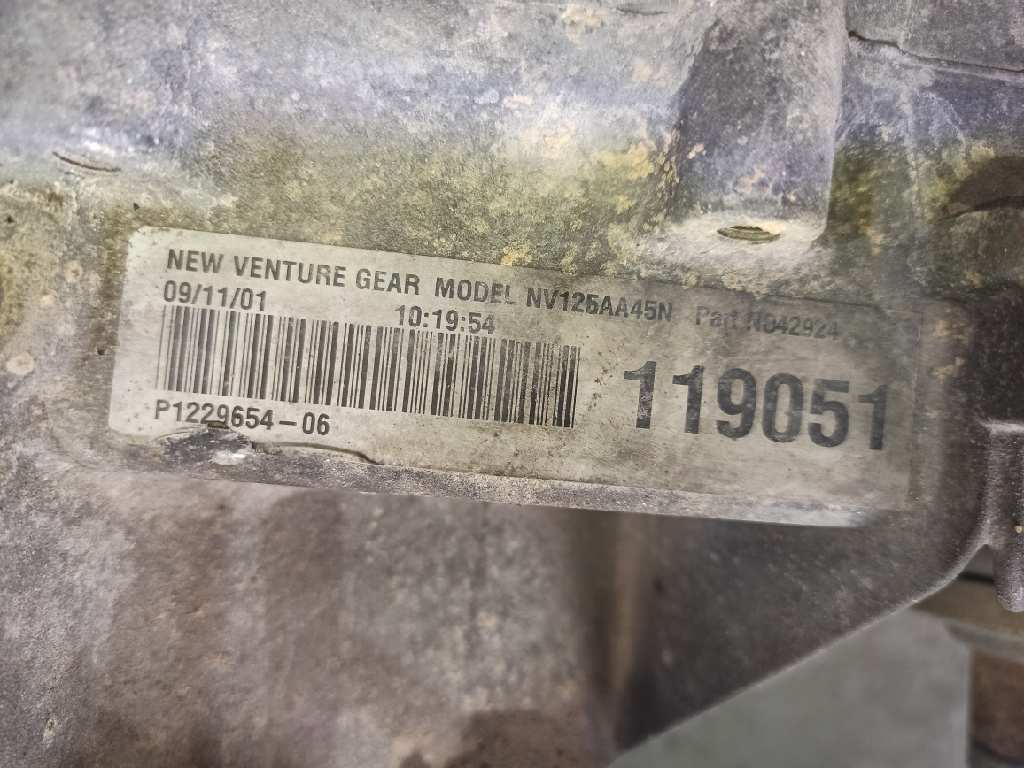 NEW VENTURE GEAR MODEL NV125AA45N Part N042924
09/11/01 10:19:54
P1229654-06 119051